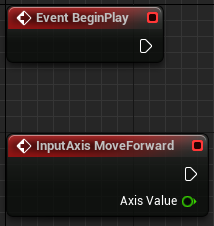 Event BeginPlay
InputAxis MoveForward
Axis Value